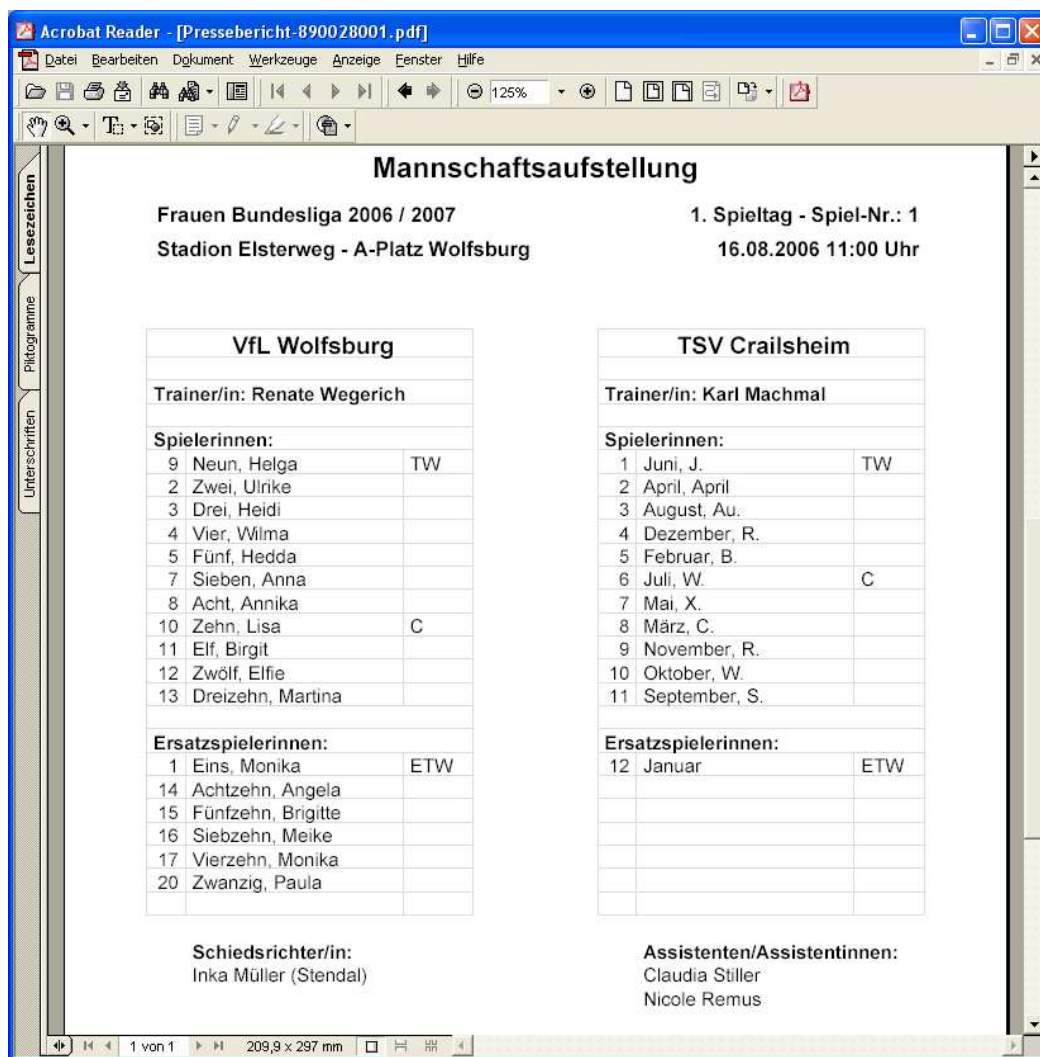 Acrobat Reader - [Pressebericht-890028001.pdf]
Datei Bearbeiten Dokument Werkzeuge Anzeige Fenster Hilfe
125%
Lesezeichen
Piktogramme
Unterschriften
Mannschaftsaufstellung
Frauen Bundesliga 2006 / 2007
1. Spieltag - Spiel-Nr.: 1
Stadion Elsterweg - A-Platz Wolfsburg
16.08.2006 11:00 Uhr
VfL Wolfsburg
Trainer/in: Renate Wegerich
Spielerinnen:
9 Neun, Helga TW
2 Zwei, Ulrike
3 Drei, Heidi
4 Vier, Wilma
5 Fünf, Hedda
7 Sieben, Anna
8 Acht, Annika
10 Zehn, Lisa C
11 Elf, Birgit
12 Zwölf, Elfie
13 Dreizehn, Martina
Ersatzspielerinnen:
1 Eins, Monika ETW
14 Achtzehn, Angela
15 Fünfzehn, Brigitte
16 Siebzehn, Meike
17 Vierzehn, Monika
20 Zwanzig, Paula
TSV Crailsheim
Trainer/in: Karl Machmal
Spielerinnen:
1 Juni, J. TW
2 April, April
3 August, Au.
4 Dezember, R.
5 Februar, B.
6 Juli, W. C
7 Mai, X.
8 März, C.
9 November, R.
10 Oktober, W.
11 September, S.
Ersatzspielerinnen:
12 Januar ETW
Schiedsrichter/in:
Inka Müller (Stendal)
Assistenten/Assistentinnen:
Claudia Stiller
Nicole Remus
1 von 1
209,9 x 297 mm